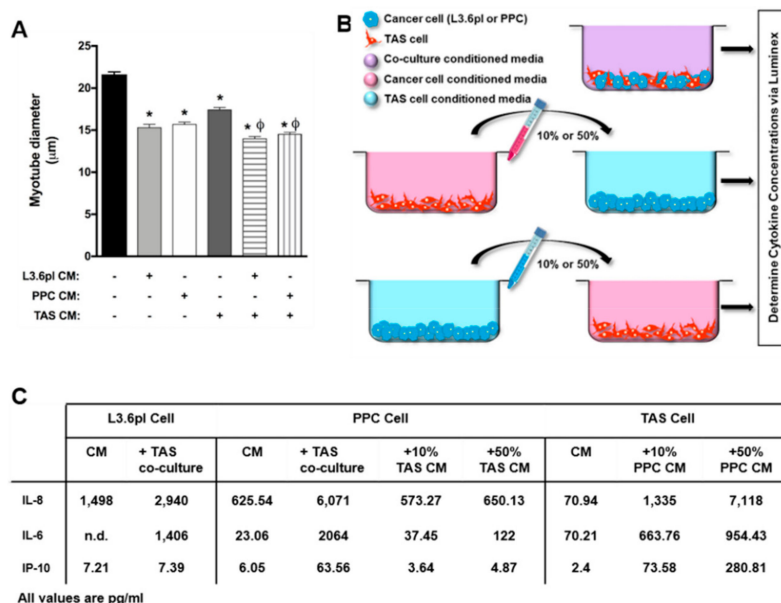 A
Myotube diameter
(μm)
25
20
15
10
5
0
*
*
*
* ϕ
* ϕ
L3.6pl CM: - + - - + -
PPC CM: - - + - - +
TAS CM: - - - + + +
B
Cancer cell (L3.6pl or PPC)
TAS cell
Co-culture conditioned media
Cancer cell conditioned media
TAS cell conditioned media
10% or 50%
10% or 50%
Determine Cytokine Concentrations via Luminex
C
L3.6pl Cell PPC Cell TAS Cell
CM + TAS co-culture CM + TAS co-culture +10% TAS CM +50% TAS CM CM +10% PPC CM +50% PPC CM
IL-8 1,498 2,940 625.54 6,071 573.27 650.13 70.94 1,335 7,118
IL-6 n.d. 1,406 23.06 2064 37.45 122 70.21 663.76 954.43
IP-10 7.21 7.39 6.05 63.56 3.64 4.87 2.4 73.58 280.81
All values are pg/ml